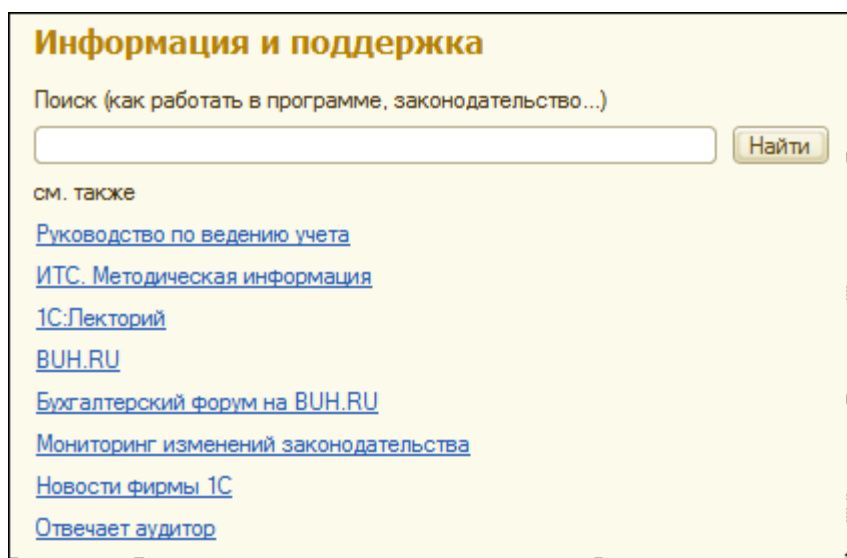 Информация и поддержка
Поиск (как работать в программе, законодательство...)
Найти
см. также
Руководство по ведению учета
ИТС. Методическая информация
1С:Лекторий
BUH.RU
Бухгалтерский форум на BUH.RU
Мониторинг изменений законодательства
Новости фирмы 1С
Отвечает аудитор